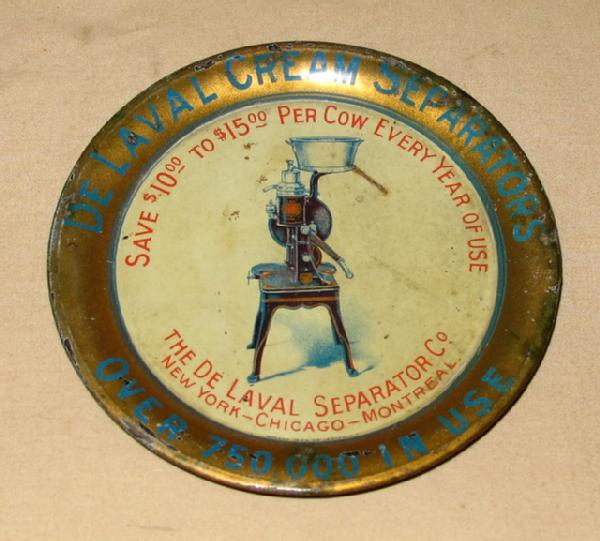 DE LAVAL CREAM SEPARATORS
SAVE $10.00 TO $15.00 PER COW EVERY YEAR OF USE
THE DE LAVAL SEPARATOR CO
NEW YORK-CHICAGO-MONTREAL.
OVER 750,000 IN USE